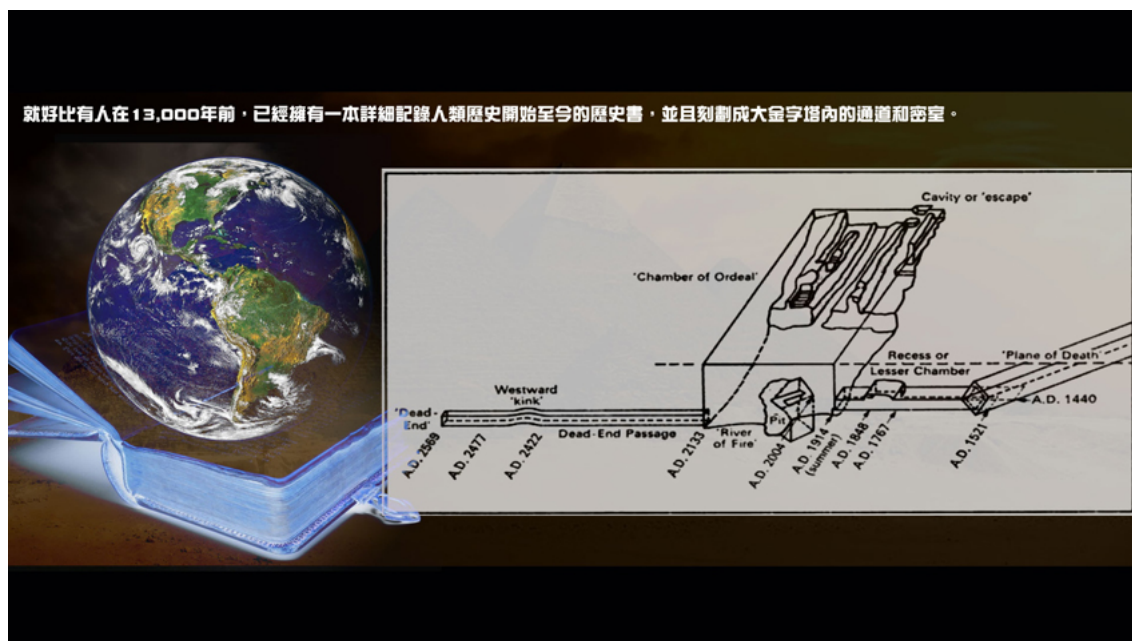 就好比有人在13,000年前，已經擁有一本詳細記錄人類歷史開始至今的歷史書，並且刻劃成大金字塔內的通道和密室。
Cavity or 'escape'
'Chamber of Ordeal'
Recess or
Lesser Chamber
'Plane of Death'
Westward
'kink'
'Dead-
End'
Dead-End Passage
'River
of Fire'
Pit
A.D. 1440
A.D. 2569
A.D. 2477
A.D. 2422
A.D. 2133
A.D. 2004
A.D. 1914
(summer)
A.D. 1848
A.D. 1767
A.D. 1521